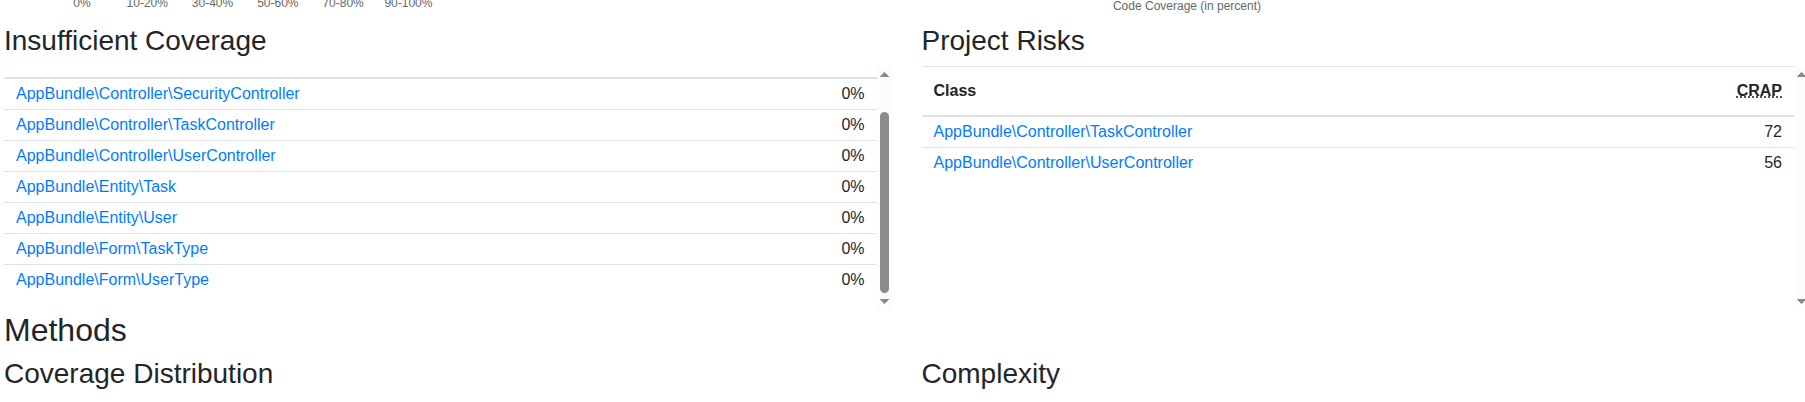 0% 10-20% 30-40% 50-60% 70-80% 90-100%
Code Coverage (in percent)
Insufficient Coverage
AppBundle\Controller\SecurityController 0%
AppBundle\Controller\TaskController 0%
AppBundle\Controller\UserController 0%
AppBundle\Entity\Task 0%
AppBundle\Entity\User 0%
AppBundle\Form\TaskType 0%
AppBundle\Form\UserType 0%
Project Risks
Class CRAP
AppBundle\Controller\TaskController 72
AppBundle\Controller\UserController 56
Methods
Coverage Distribution
Complexity